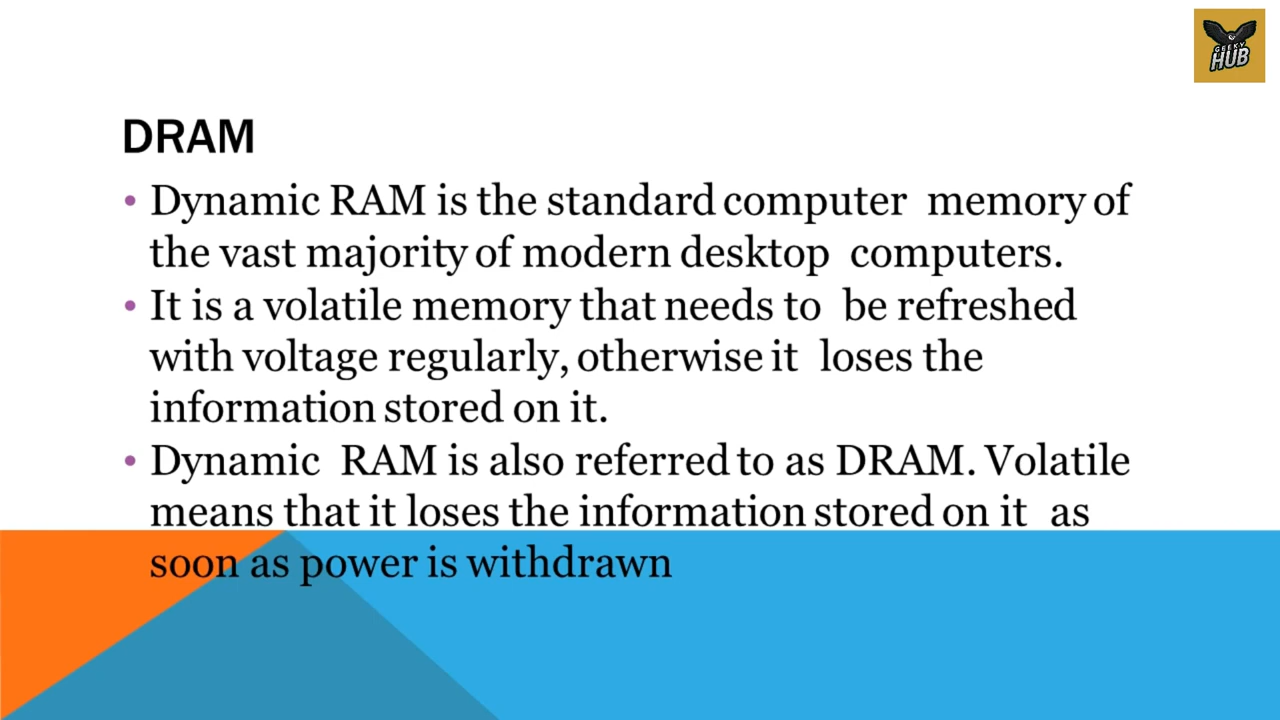 GEEKY
HUB
DRAM
• Dynamic RAM is the standard computer memory of
the vast majority of modern desktop computers.
• It is a volatile memory that needs to be refreshed
with voltage regularly, otherwise it loses the
information stored on it.
• Dynamic RAM is also referred to as DRAM. Volatile
means that it loses the information stored on it as
soon as power is withdrawn